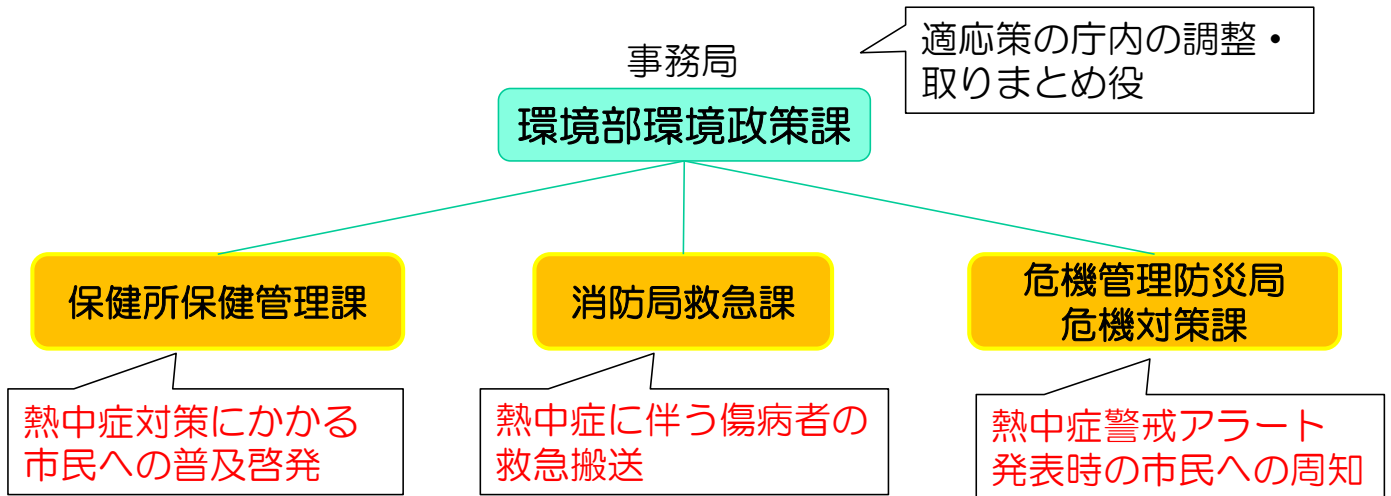 適応策の庁内の調整・
取りまとめ役
事務局
環境部環境政策課
保健所保健管理課
消防局救急課
危機管理防災局
危機対策課
熱中症対策にかかる
市民への普及啓発
熱中症に伴う傷病者の
救急搬送
熱中症警戒アラート
発表時の市民への周知